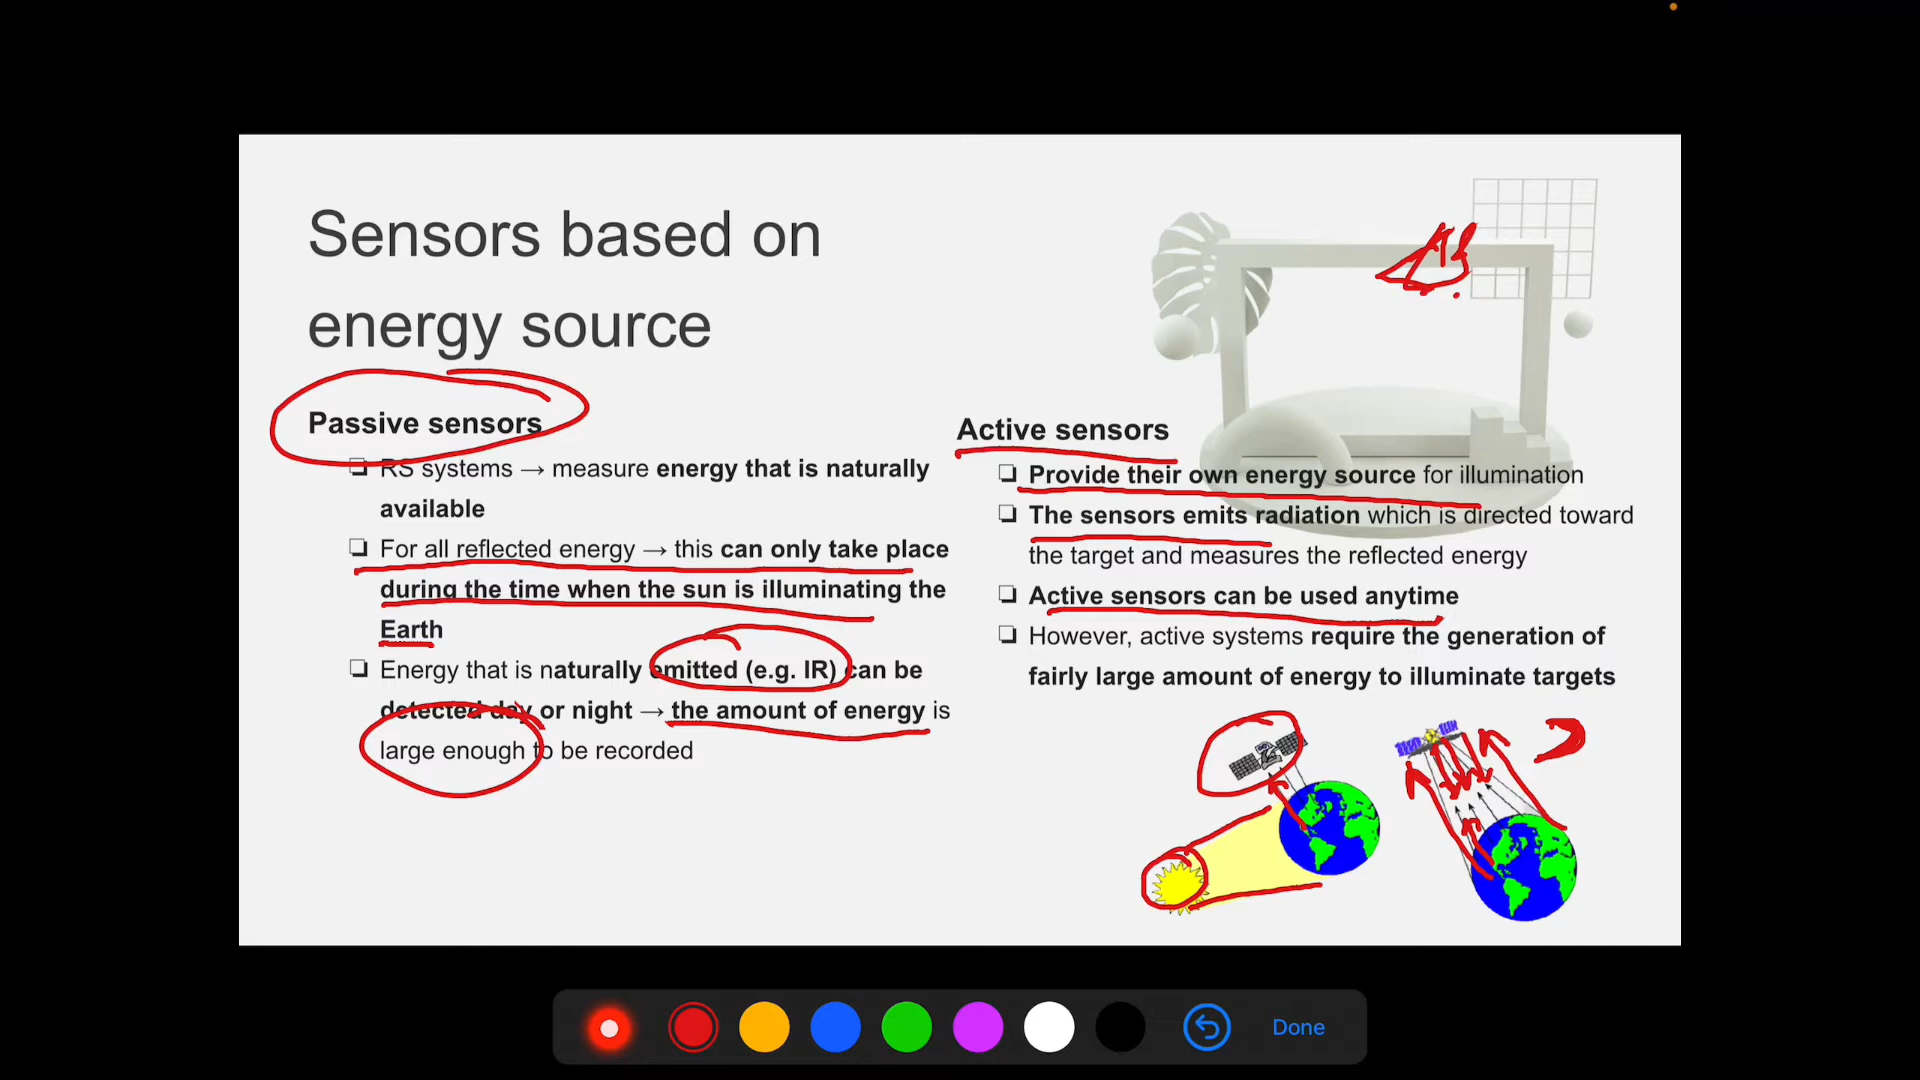 Sensors based on
energy source
Passive sensors
❏ RS systems → measure energy that is naturally
available
❏ For all reflected energy → this can only take place
during the time when the sun is illuminating the
Earth
❏ Energy that is naturally emitted (e.g. IR) can be
detected day or night → the amount of energy is
large enough to be recorded
Active sensors
❏ Provide their own energy source for illumination
❏ The sensors emits radiation which is directed toward
the target and measures the reflected energy
❏ Active sensors can be used anytime
❏ However, active systems require the generation of
fairly large amount of energy to illuminate targets
Done